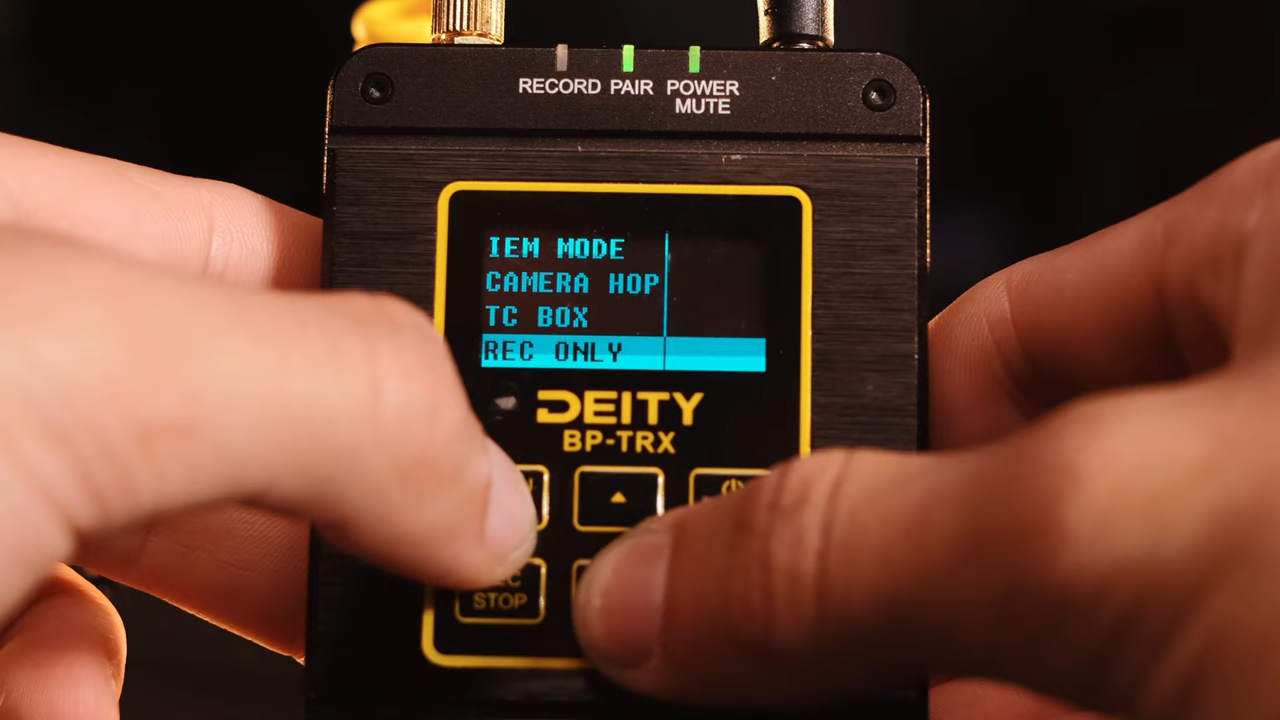 RECORD PAIR POWER
MUTE
IEM MODE
CAMERA HOP
TC BOX
REC ONLY
DEITY
BP-TRX
STOP